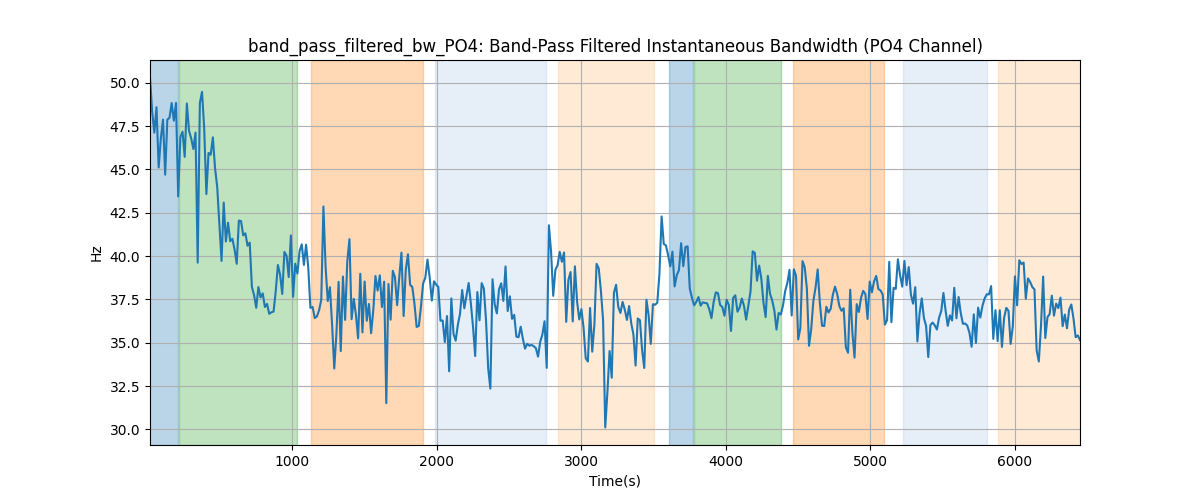 band_pass_filtered_bw_PO4: Band-Pass Filtered Instantaneous Bandwidth (PO4 Channel)
50.0
47.5
45.0
42.5
40.0
37.5
35.0
32.5
30.0
Hz
1000 2000 3000 4000 5000 6000
Time(s)